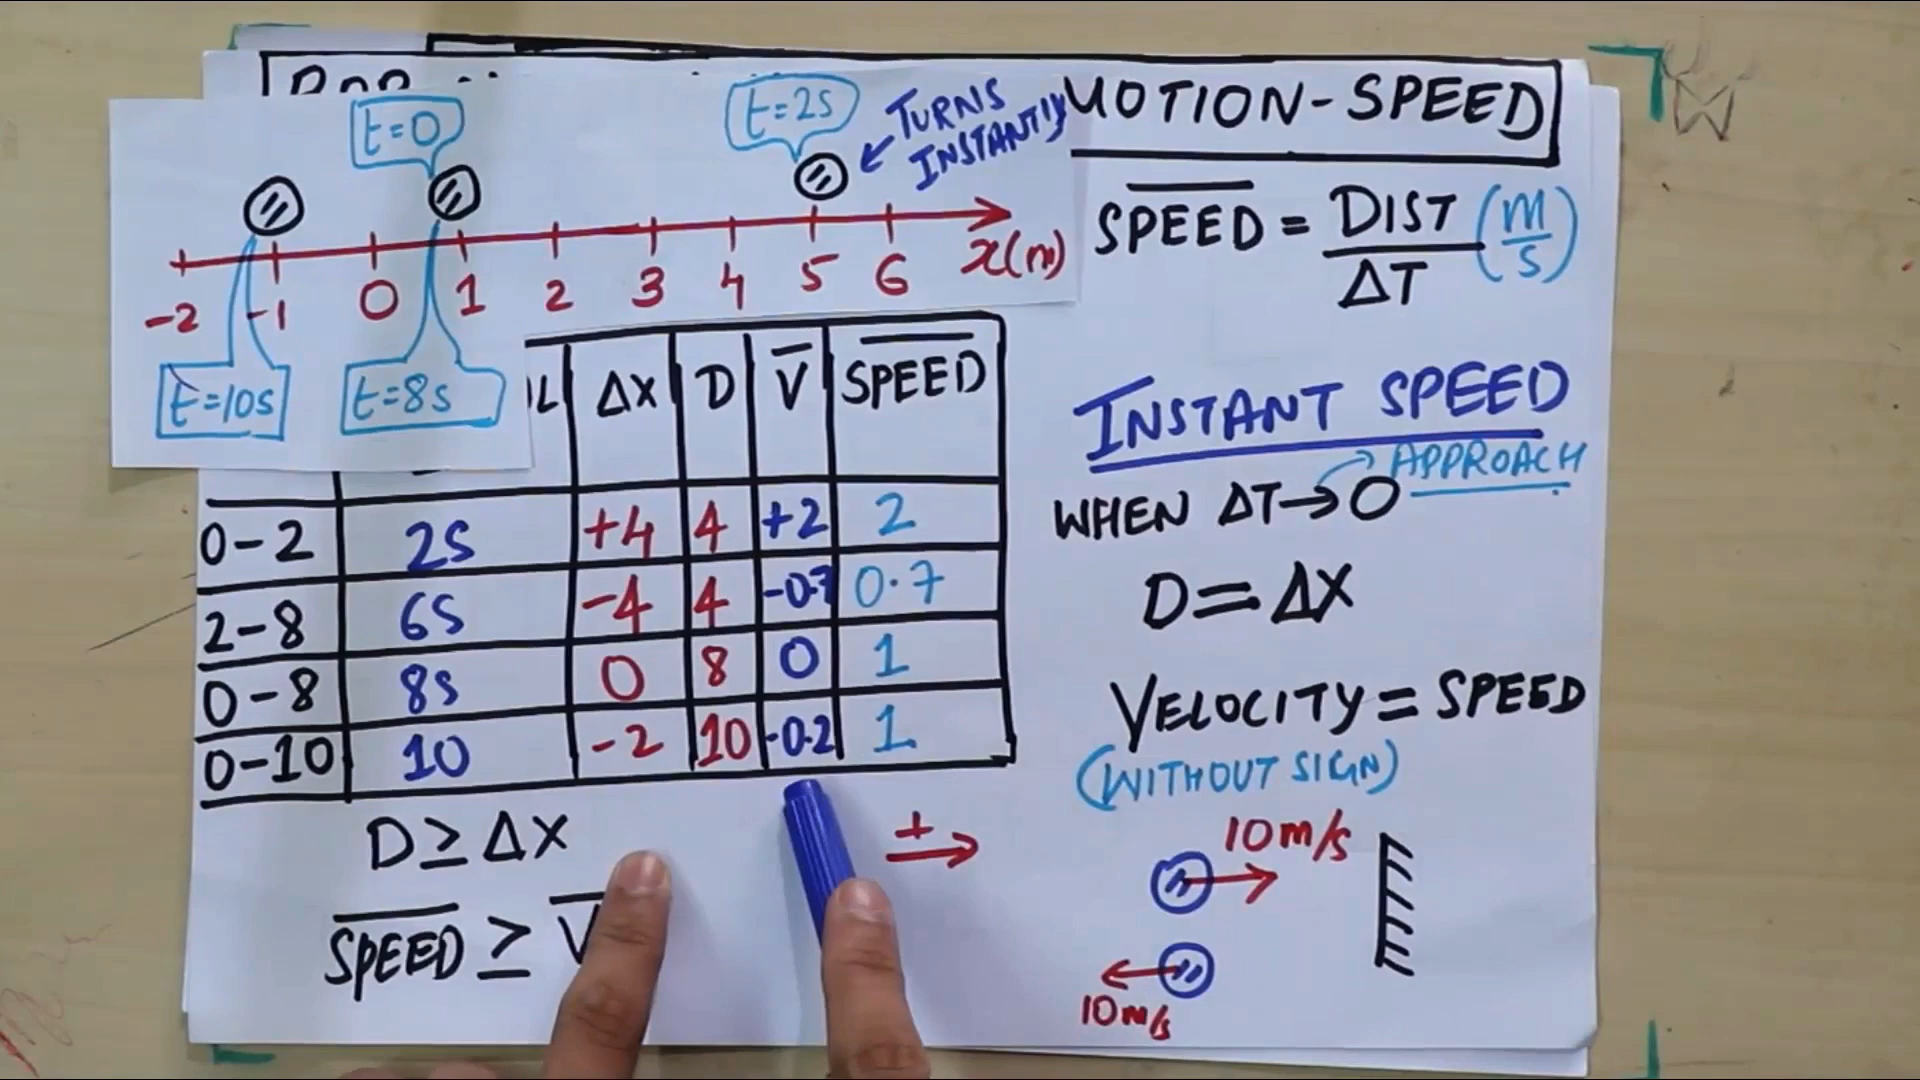 MOTION-SPEED
t=0
t=2S
TURNS
INSTANTLY
-2 -1 0 1 2 3 4 5 6 x(m)
t=10s
t=8s
SPEED = DIST/ΔT (m/s)
ΔX D V̅ SPEED
0-2 2S +4 4 +2 2
2-8 6S -4 4 -0.7 0.7
0-8 8s 0 8 0 1
0-10 10 -2 10 -0.2 1
D ≥ ΔX
SPEED ≥ V̅
INSTANT SPEED
APPROACH
WHEN ΔT→0
D = ΔX
VELOCITY = SPEED
(WITHOUT SIGN)
+
10m/s
10m/s